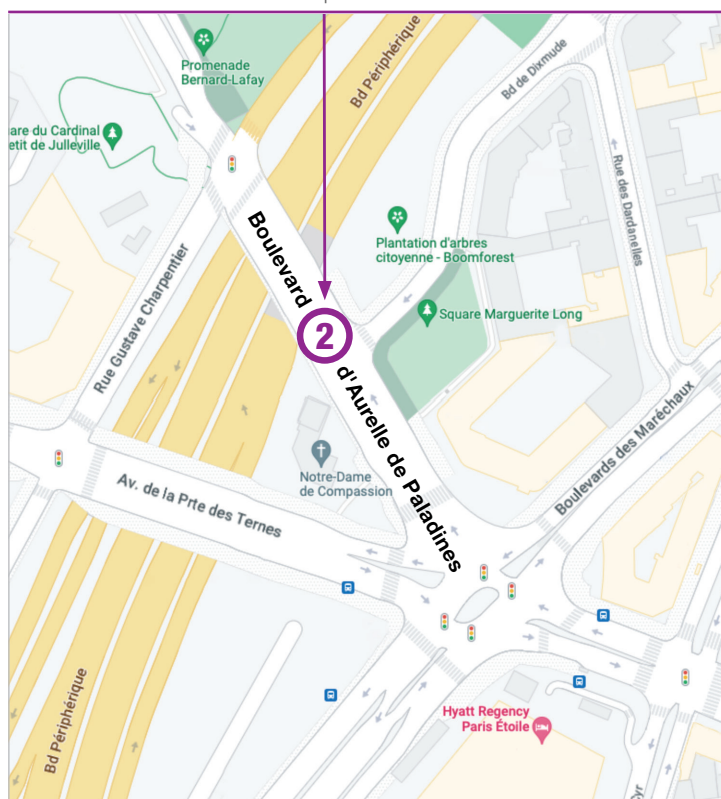 Promenade
Bernard-Lafay
Bd Périphérique
Bd de Dixmude
are du Cardinal
etit de Julleville
Rue des Dardanelles
Boulevard
Plantation d'arbres
citoyenne - Boomforest
Rue Gustave Charpentier
Square Marguerite Long
2
d'Aurelle de Paladines
Boulevards des Maréchaux
Notre-Dame
de Compassion
Av. de la Prte des Ternes
Bd Périphérique
Hyatt Regency
Paris Étoile
yr